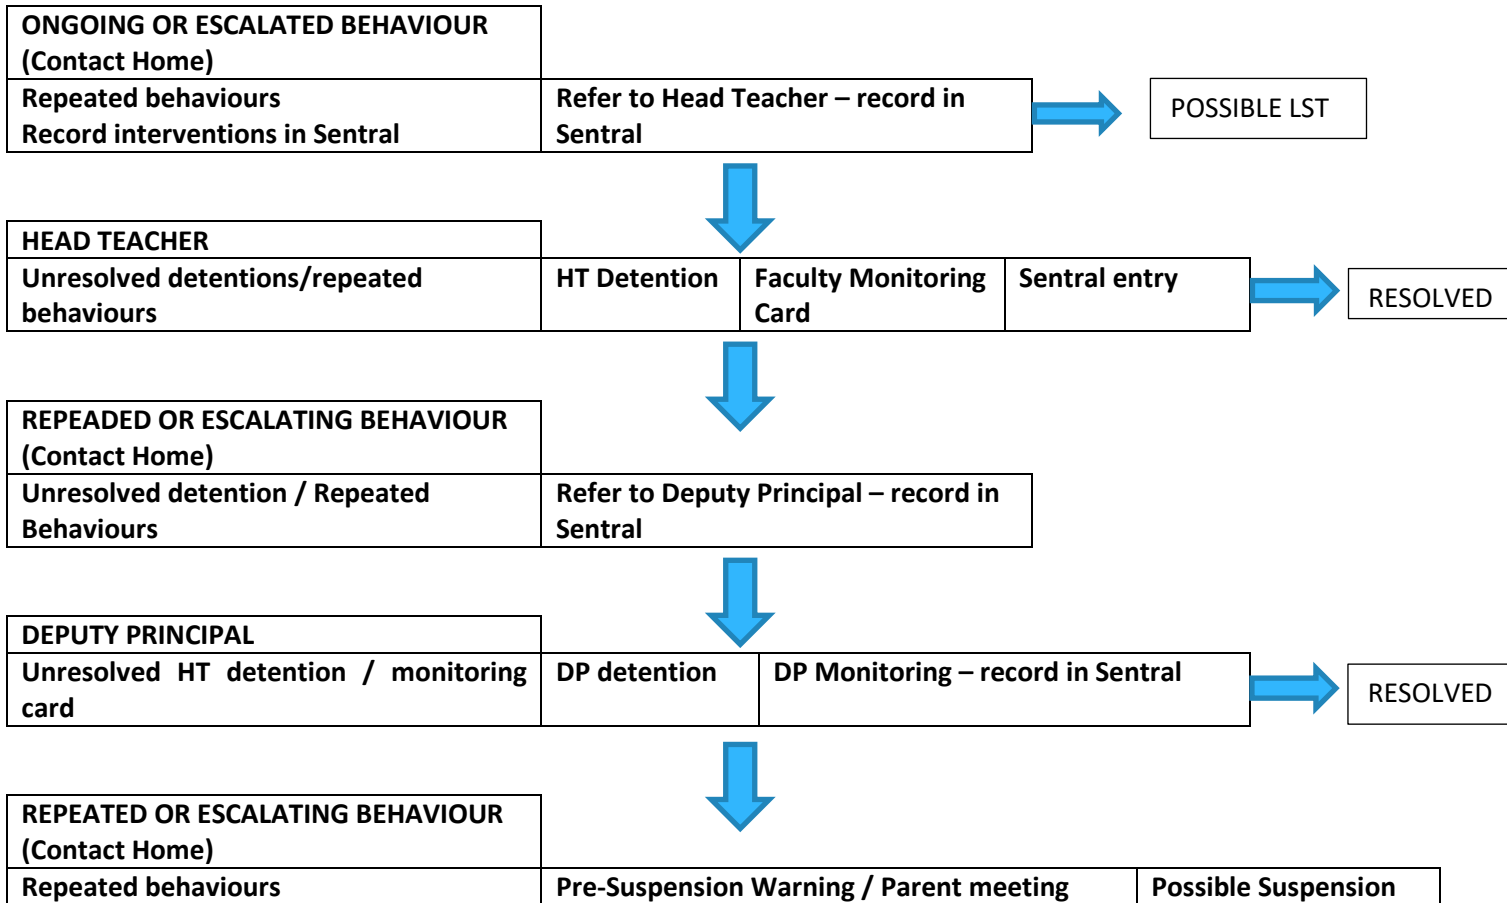 ONGOING OR ESCALATED BEHAVIOUR
(Contact Home)
Repeated behaviours
Record interventions in Sentral
Refer to Head Teacher – record in
Sentral
POSSIBLE LST
HEAD TEACHER
Unresolved detentions/repeated
behaviours
HT Detention
Faculty Monitoring
Card
Sentral entry
RESOLVED
REPEADED OR ESCALATING BEHAVIOUR
(Contact Home)
Unresolved detention / Repeated
Behaviours
Refer to Deputy Principal – record in
Sentral
DEPUTY PRINCIPAL
Unresolved HT detention / monitoring
card
DP detention
DP Monitoring – record in Sentral
RESOLVED
REPEATED OR ESCALATING BEHAVIOUR
(Contact Home)
Repeated behaviours
Pre-Suspension Warning / Parent meeting
Possible Suspension